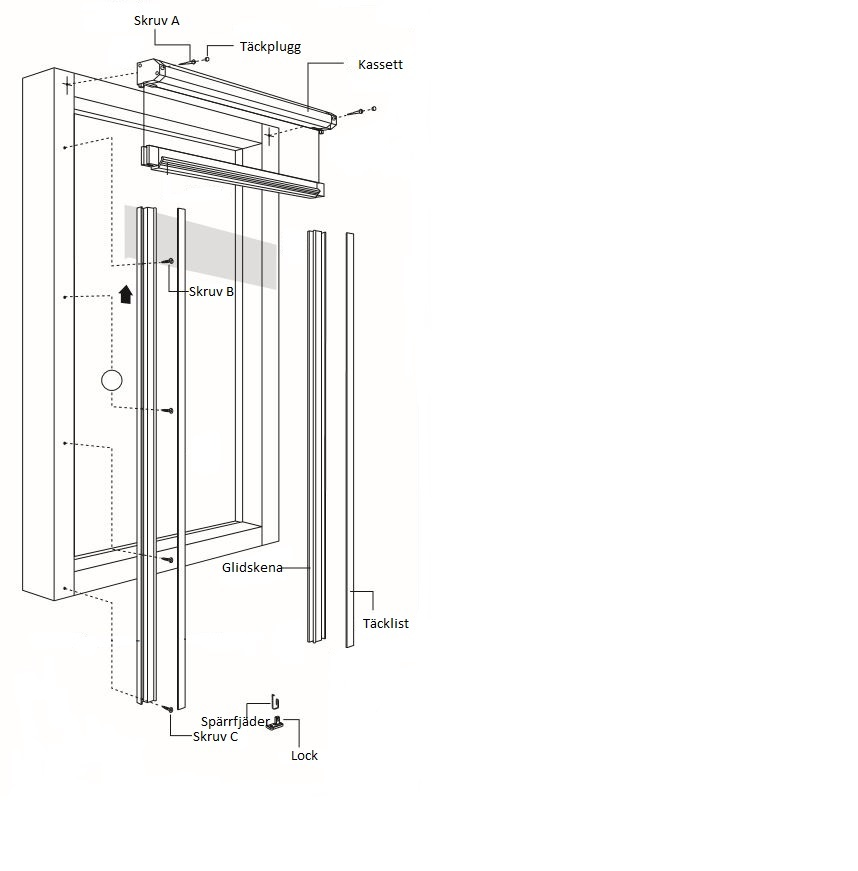 Skruv A
Täckplugg
Kassett
Skruv B
Glidskena
Täcklist
Spärrfjäder
Skruv C
Lock